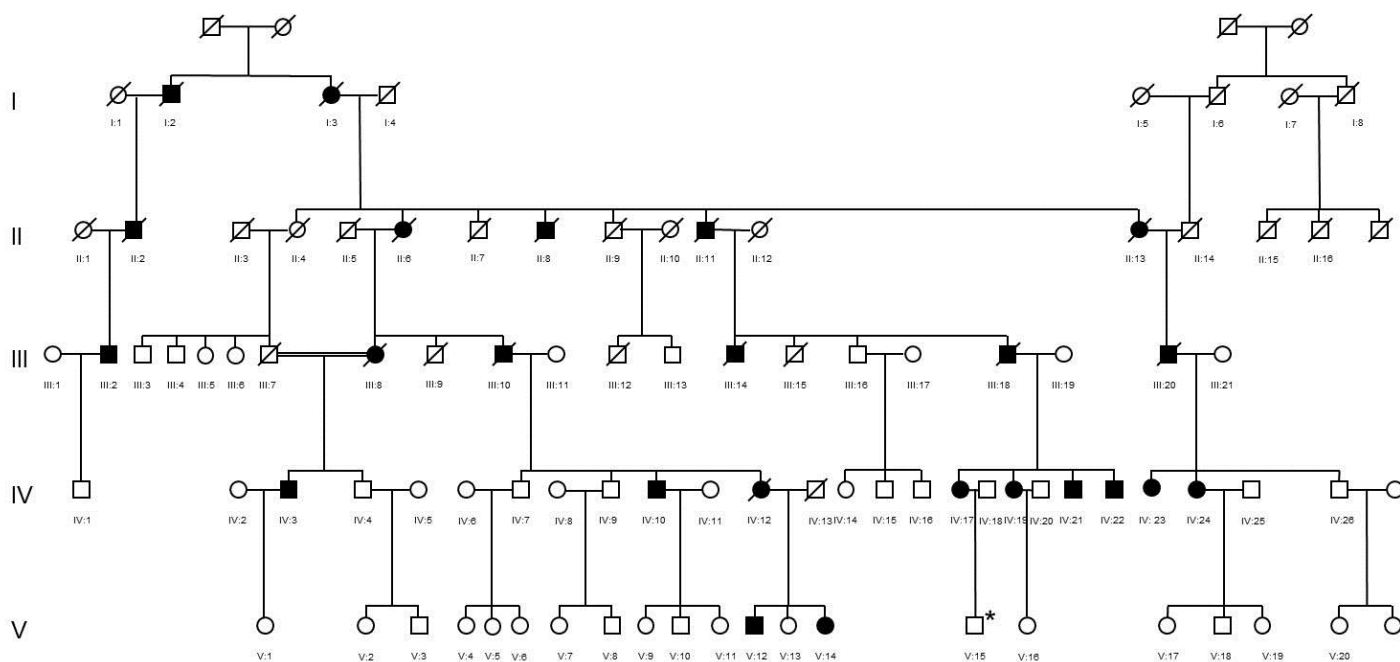 I
I:1 I:2 I:3 I:4 I:5 I:6 I:7 I:8
II
II:1 II:2 II:3 II:4 II:5 II:6 II:7 II:8 II:9 II:10 II:11 II:12 II:13 II:14 II:15 II:16
III
III:1 III:2 III:3 III:4 III:5 III:6 III:7 III:8 III:9 III:10 III:11 III:12 III:13 III:14 III:15 III:16 III:17 III:18 III:19 III:20 III:21
IV
IV:1 IV:2 IV:3 IV:4 IV:5 IV:6 IV:7 IV:8 IV:9 IV:10 IV:11 IV:12 IV:13 IV:14 IV:15 IV:16 IV:17 IV:18 IV:19 IV:20 IV:21 IV:22 IV: 23 IV:24 IV:25 IV:26
V
*
V:1 V:2 V:3 V:4 V:5 V:6 V:7 V:8 V:9 V:10 V:11 V:12 V:13 V:14 V:15 V:16 V:17 V:18 V:19 V:20